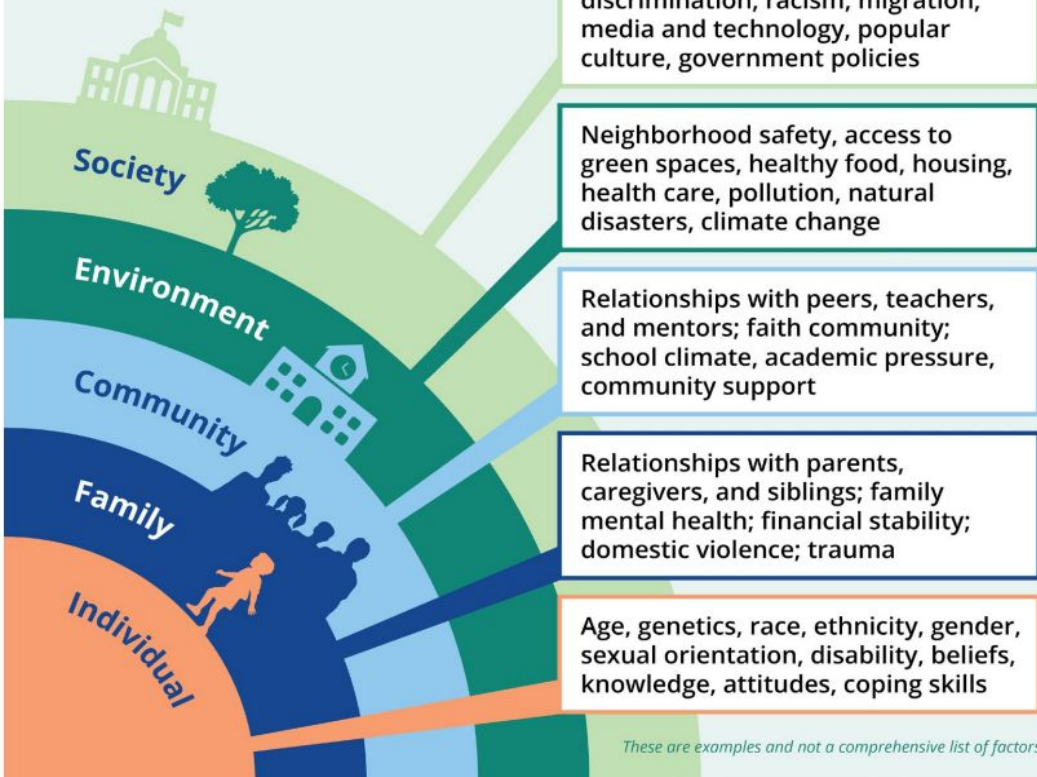 discrimination, racism, migration,
media and technology, popular
culture, government policies
Society
Neighborhood safety, access to
green spaces, healthy food, housing,
health care, pollution, natural
disasters, climate change
Environment
Relationships with peers, teachers,
and mentors; faith community;
school climate, academic pressure,
community support
Community
Relationships with parents,
caregivers, and siblings; family
mental health; financial stability;
domestic violence; trauma
Family
Age, genetics, race, ethnicity, gender,
sexual orientation, disability, beliefs,
knowledge, attitudes, coping skills
Individual
These are examples and not a comprehensive list of factors